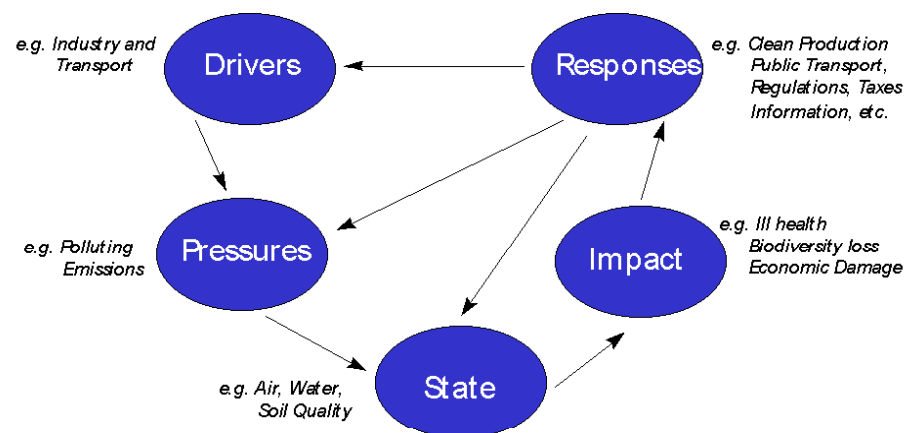 e.g. Industry and
Transport
Drivers
Responses
e.g. Clean Production
Public Transport,
Regulations, Taxes
Information, etc.
e.g. Polluting
Emissions
Pressures
Impact
e.g. Ill health
Biodiversity loss
Economic Damage
e.g. Air, Water,
Soil Quality
State